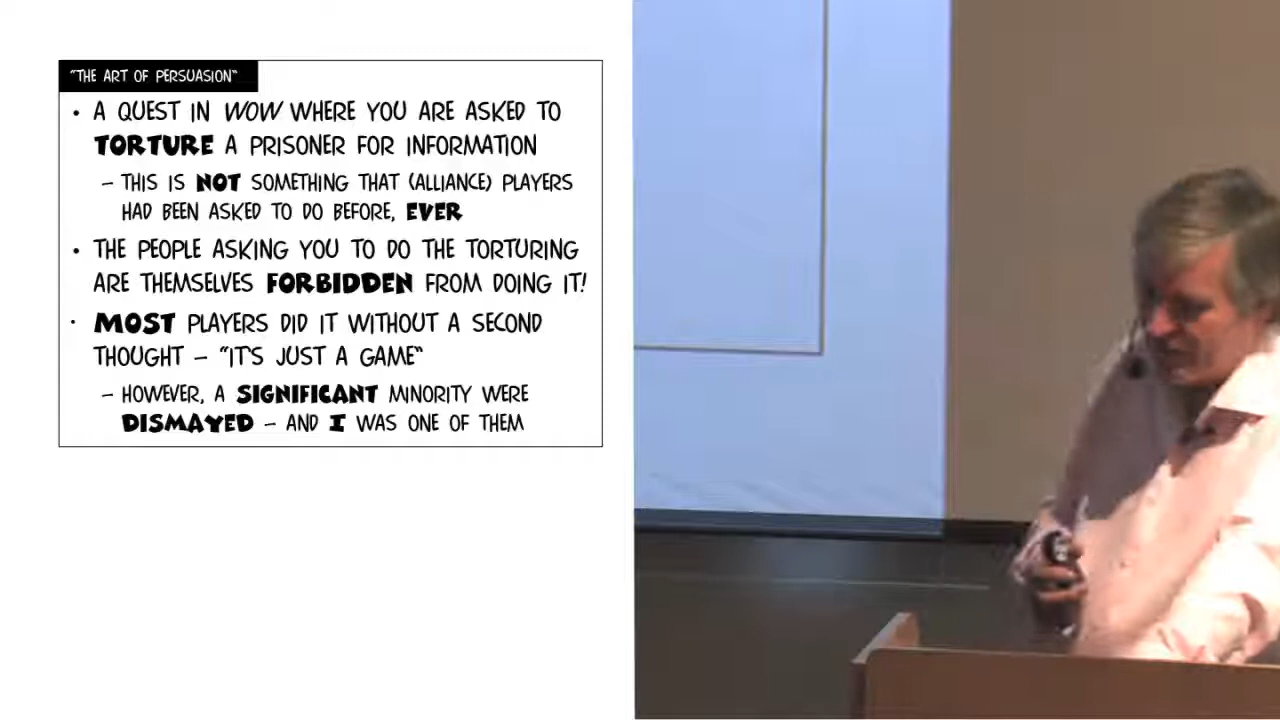 "THE ART OF PERSUASION"
• A QUEST IN WOW WHERE YOU ARE ASKED TO
TORTURE A PRISONER FOR INFORMATION
– THIS IS NOT SOMETHING THAT (ALLIANCE) PLAYERS
HAD BEEN ASKED TO DO BEFORE, EVER
• THE PEOPLE ASKING YOU TO DO THE TORTURING
ARE THEMSELVES FORBIDDEN FROM DOING IT!
• MOST PLAYERS DID IT WITHOUT A SECOND
THOUGHT – "IT'S JUST A GAME"
– HOWEVER, A SIGNIFICANT MINORITY WERE
DISMAYED – AND I WAS ONE OF THEM